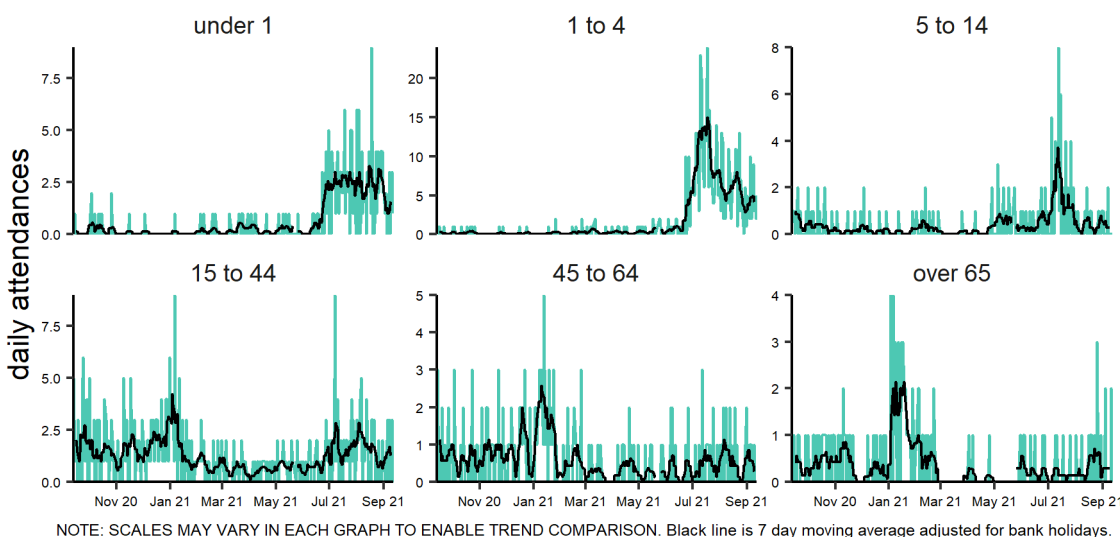 under 1
1 to 4
5 to 14
7.5
5.0
2.5
0.0
20
15
10
5
0
8
6
4
2
0
daily attendances
15 to 44
45 to 64
over 65
7.5
5.0
2.5
0.0
5
4
3
2
1
0
4
3
2
1
0
Nov 20 Jan 21 Mar 21 May 21 Jul 21 Sep 21
Nov 20 Jan 21 Mar 21 May 21 Jul 21 Sep 21
Nov 20 Jan 21 Mar 21 May 21 Jul 21 Sep 21
NOTE: SCALES MAY VARY IN EACH GRAPH TO ENABLE TREND COMPARISON. Black line is 7 day moving average adjusted for bank holidays.